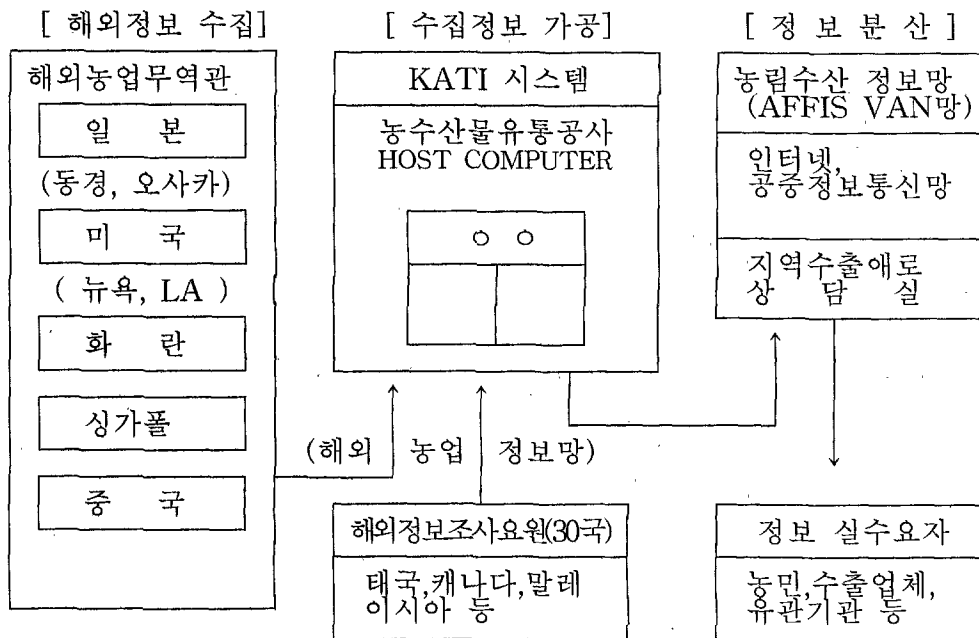 [ 해외정보 수집]
해외농업무역관
일 본
(동경, 오사카)
미 국
( 뉴욕, LA )
화 란
싱가폴
중 국
[ 수집정보 가공]
KATI 시스템
농수산물유통공사
HOST COMPUTER
(해외 농업 정보망)
해외정보조사요원(30국)
태국,캐나다,말레
이시아 등
[ 정 보 분 산 ]
농림수산 정보망
(AFFIS VAN망)
인터넷,
공중정보통신망
지역수출애로
상 담 실
정보 실수요자
농민,수출업체,
유관기관 등